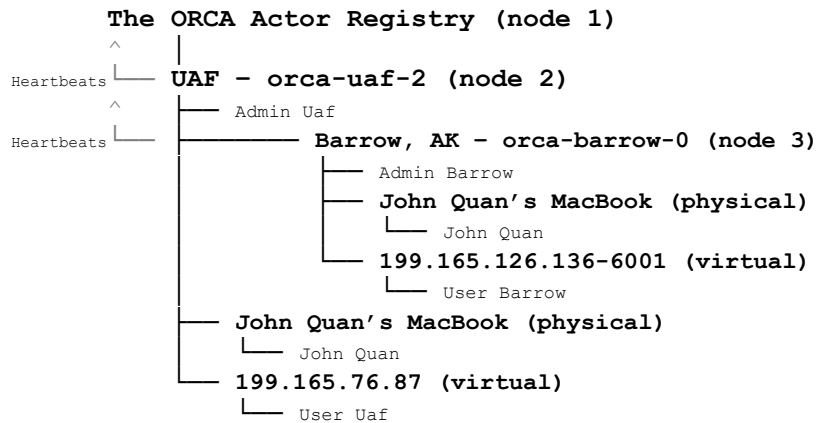 The ORCA Actor Registry (node 1)
^
Heartbeats UAF – orca-uaf-2 (node 2)
^ Admin Uaf
Heartbeats Barrow, AK – orca-barrow-0 (node 3)
Admin Barrow
John Quan’s MacBook (physical)
John Quan
199.165.126.136-6001 (virtual)
User Barrow
John Quan’s MacBook (physical)
John Quan
199.165.76.87 (virtual)
User Uaf